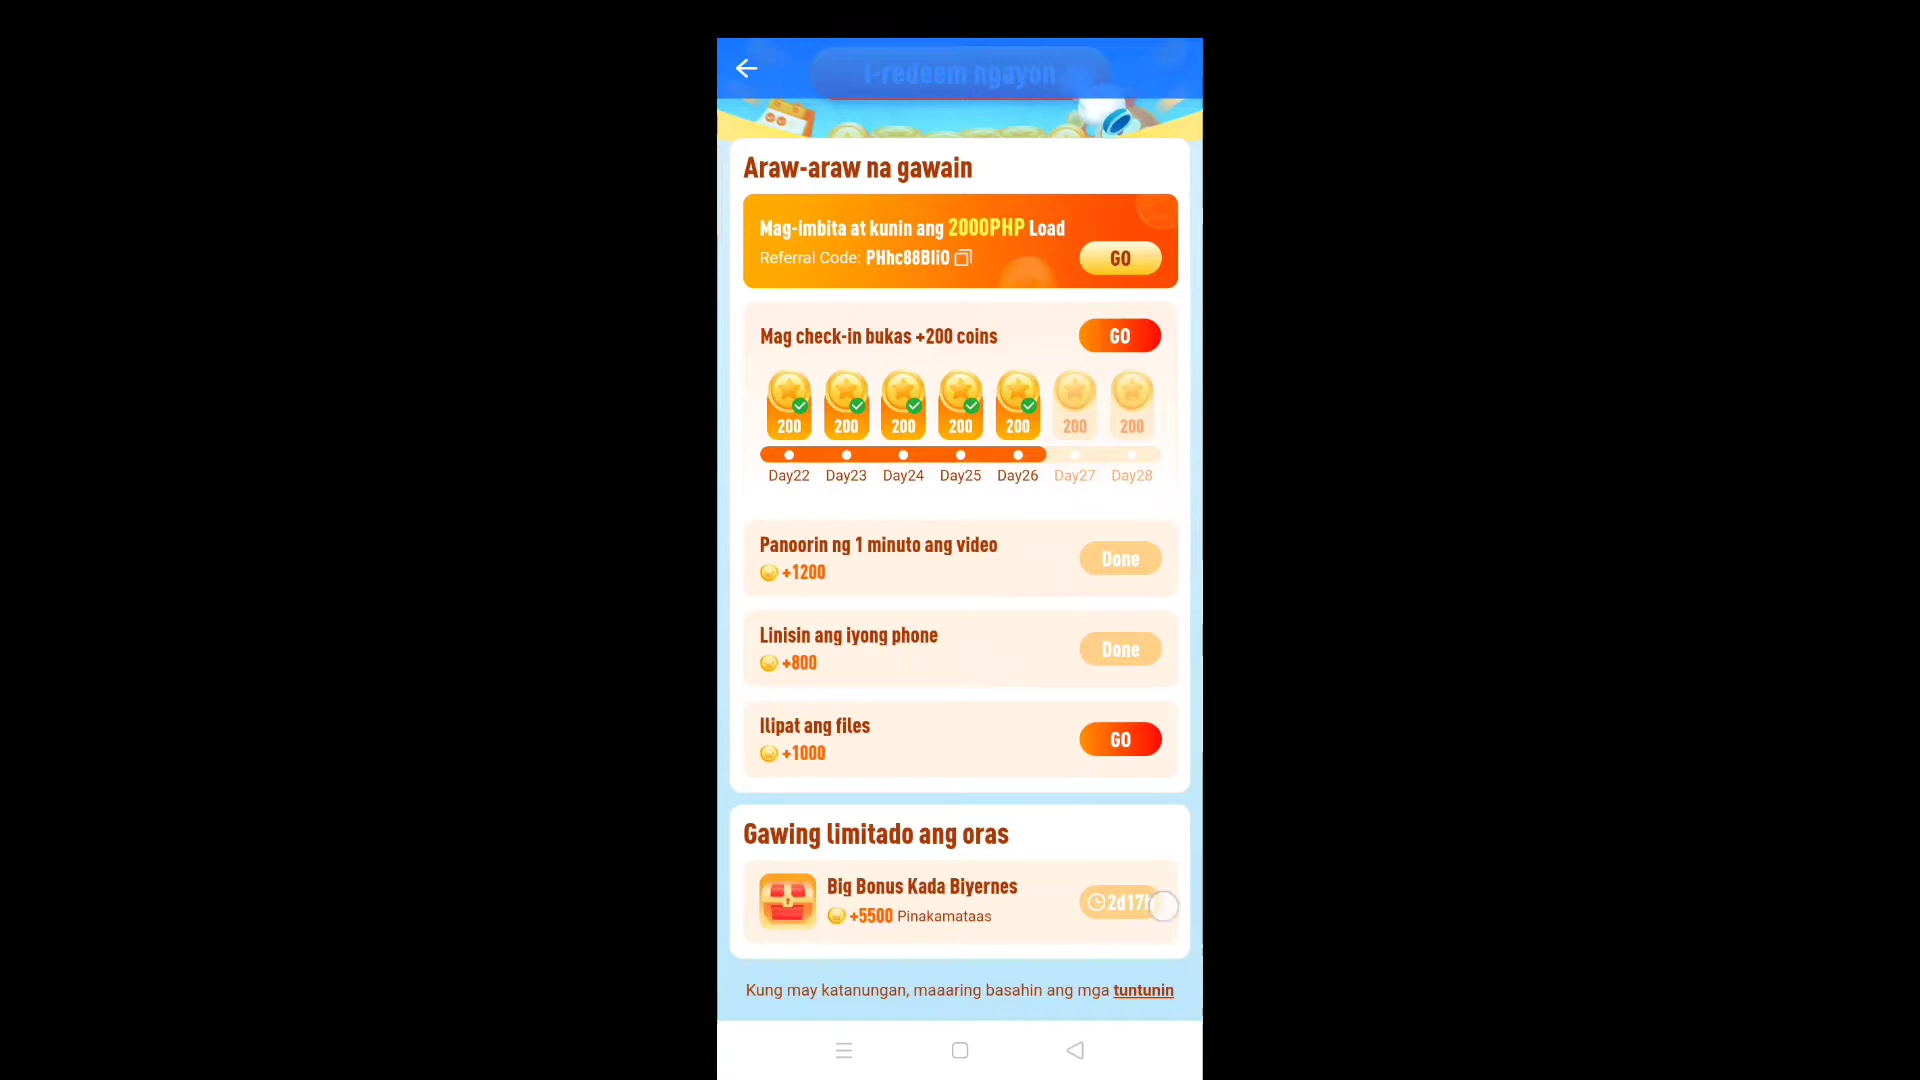 I-redeem ngayon
Araw-araw na gawain
Mag-imbita at kunin ang 2000PHP Load
Referral Code: PHhc88Bli0
GO
Mag check-in bukas +200 coins
GO
200 200 200 200 200 200 200
Day22 Day23 Day24 Day25 Day26 Day27 Day28
Panoorin ng 1 minuto ang video
+1200
Done
Linisin ang iyong phone
+800
Done
Ilipat ang files
+1000
GO
Gawing limitado ang oras
Big Bonus Kada Biyernes
+5500 Pinakamataas
2d17h
Kung may katanungan, maaaring basahin ang mga tuntunin